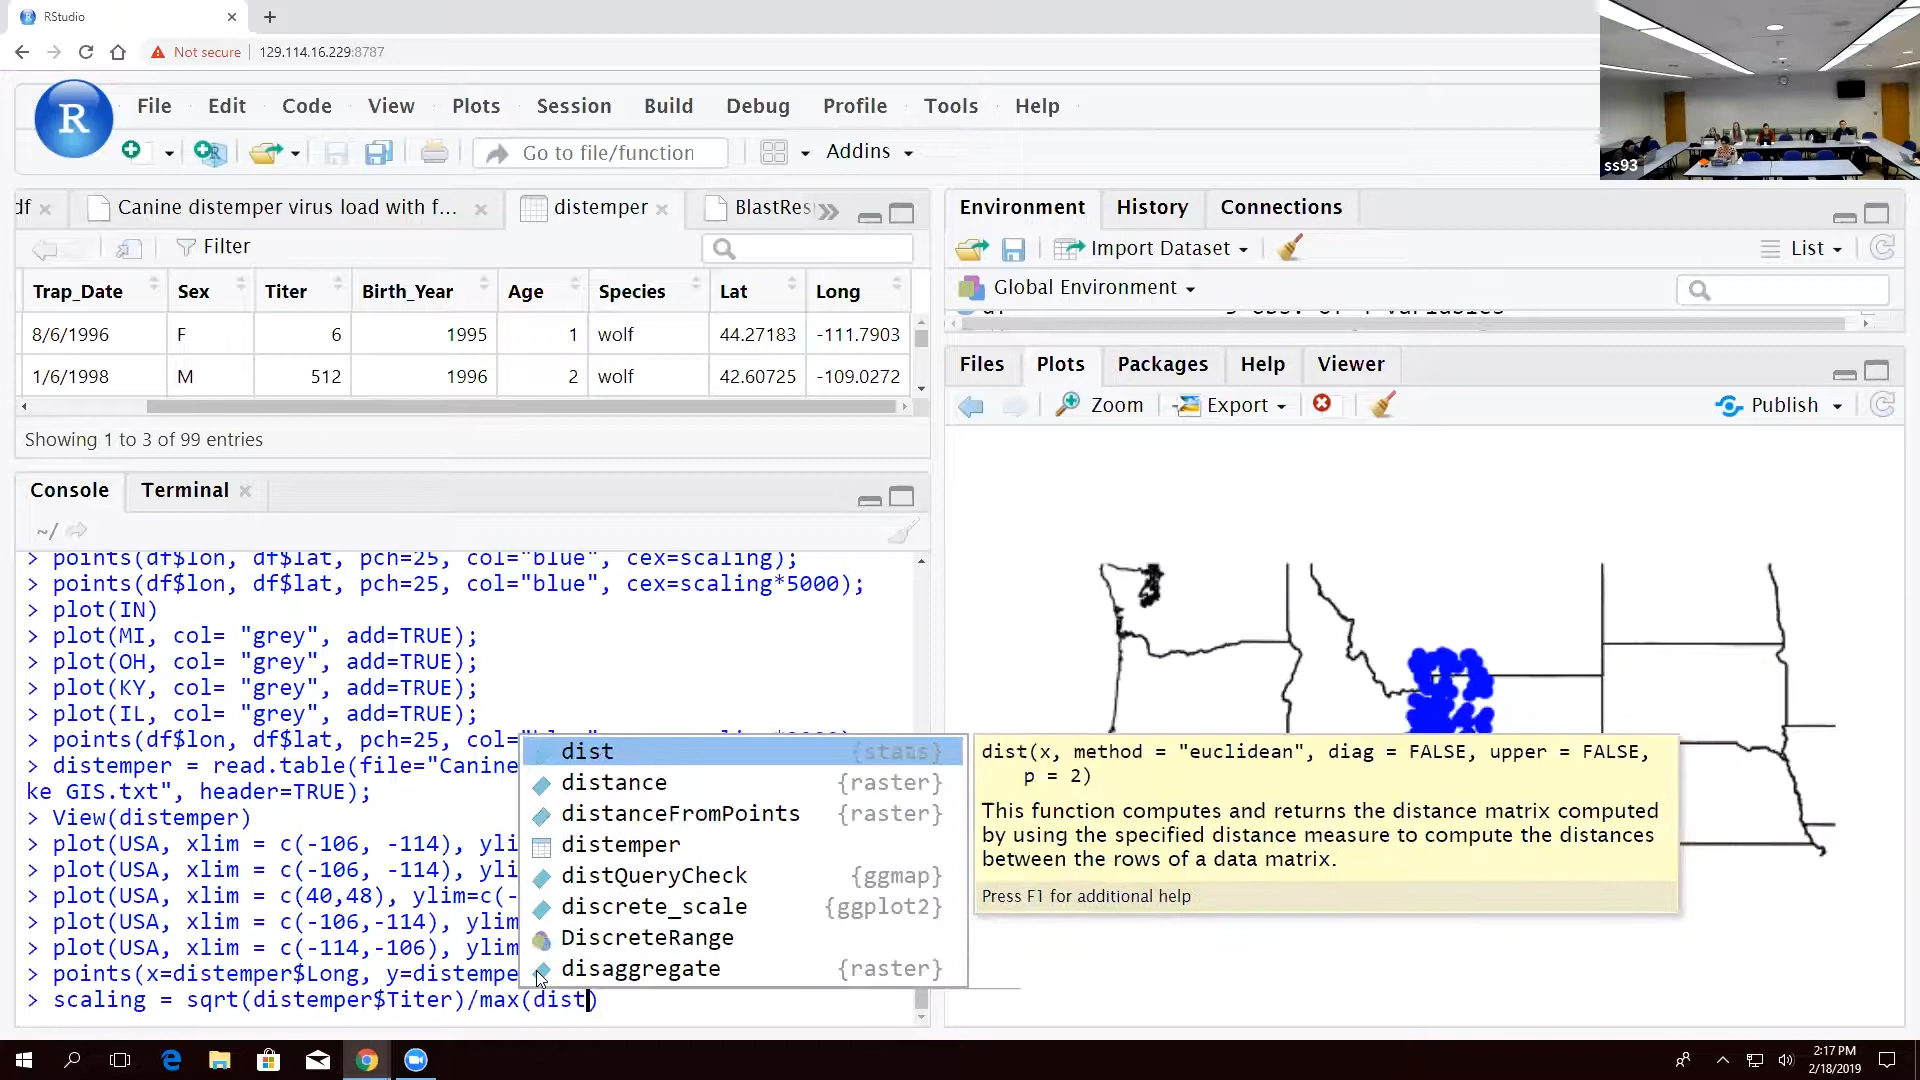 RStudio
Not secure
129.114.16.229:8787
R
File Edit Code View Plots Session Build Debug Profile Tools Help
Go to file/function
Addins
ss93
df
Canine distemper virus load with f...
distemper
BlastRes
Filter
Trap_Date Sex Titer Birth_Year Age Species Lat Long
8/6/1996 F 6 1995 1 wolf 44.27183 -111.7903
1/6/1998 M 512 1996 2 wolf 42.60725 -109.0272
Showing 1 to 3 of 99 entries
Console Terminal
~/
> points(df$lon, df$lat, pch=25, col="blue", cex=scaling);
> points(df$lon, df$lat, pch=25, col="blue", cex=scaling*5000);
> plot(IN)
> plot(MI, col= "grey", add=TRUE);
> plot(OH, col= "grey", add=TRUE);
> plot(KY, col= "grey", add=TRUE);
> plot(IL, col= "grey", add=TRUE);
> points(df$lon, df$lat, pch=25, col=
> distemper = read.table(file="Canine
ke GIS.txt", header=TRUE);
> View(distemper)
> plot(USA, xlim = c(-106, -114), yli
> plot(USA, xlim = c(-106, -114), yli
> plot(USA, xlim = c(40,48), ylim=c(-
> plot(USA, xlim = c(-106,-114), ylim
> plot(USA, xlim = c(-114,-106), ylim
> points(x=distemper$Long, y=distempe
> scaling = sqrt(distemper$Titer)/max(dist)
dist {stats}
distance {raster}
distanceFromPoints {raster}
distemper
distQueryCheck {ggmap}
discrete_scale {ggplot2}
DiscreteRange
disaggregate {raster}
dist(x, method = "euclidean", diag = FALSE, upper = FALSE,
p = 2)
This function computes and returns the distance matrix computed
by using the specified distance measure to compute the distances
between the rows of a data matrix.
Press F1 for additional help
Environment History Connections
Import Dataset
List
Global Environment
Files Plots Packages Help Viewer
Zoom Export Publish
2:17 PM
2/18/2019